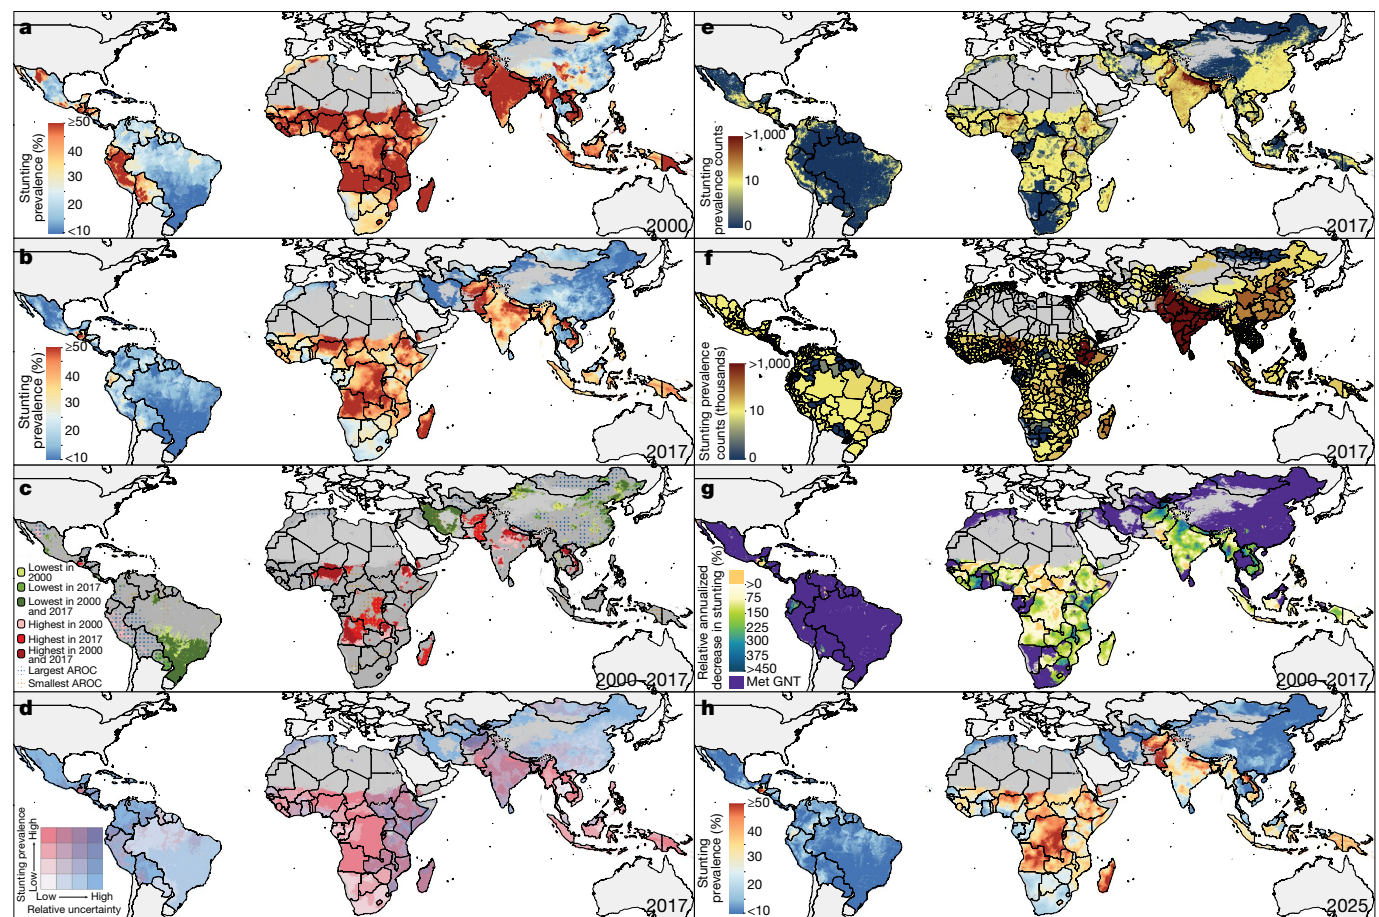 a
Stunting
prevalence (%)
≥50
40
30
20
<10
2000
b
Stunting
prevalence (%)
≥50
40
30
20
<10
2017
c
Lowest in
2000
Lowest in 2017
Lowest in 2000
and 2017
Highest in 2000
Highest in 2017
Highest in 2000
and 2017
Largest AROC
Smallest AROC
2000–2017
d
Stunting prevalence
Low
High
Low
High
Relative uncertainty
2017
e
Stunting
prevalence counts
>1,000
10
0
2017
f
Stunting prevalence
counts (thousands)
>1,000
10
0
2017
g
Relative annualized
decrease in stunting (%)
>0
75
150
225
300
375
>450
Met GNT
2000–2017
h
Stunting
prevalence (%)
≥50
40
30
20
<10
2025